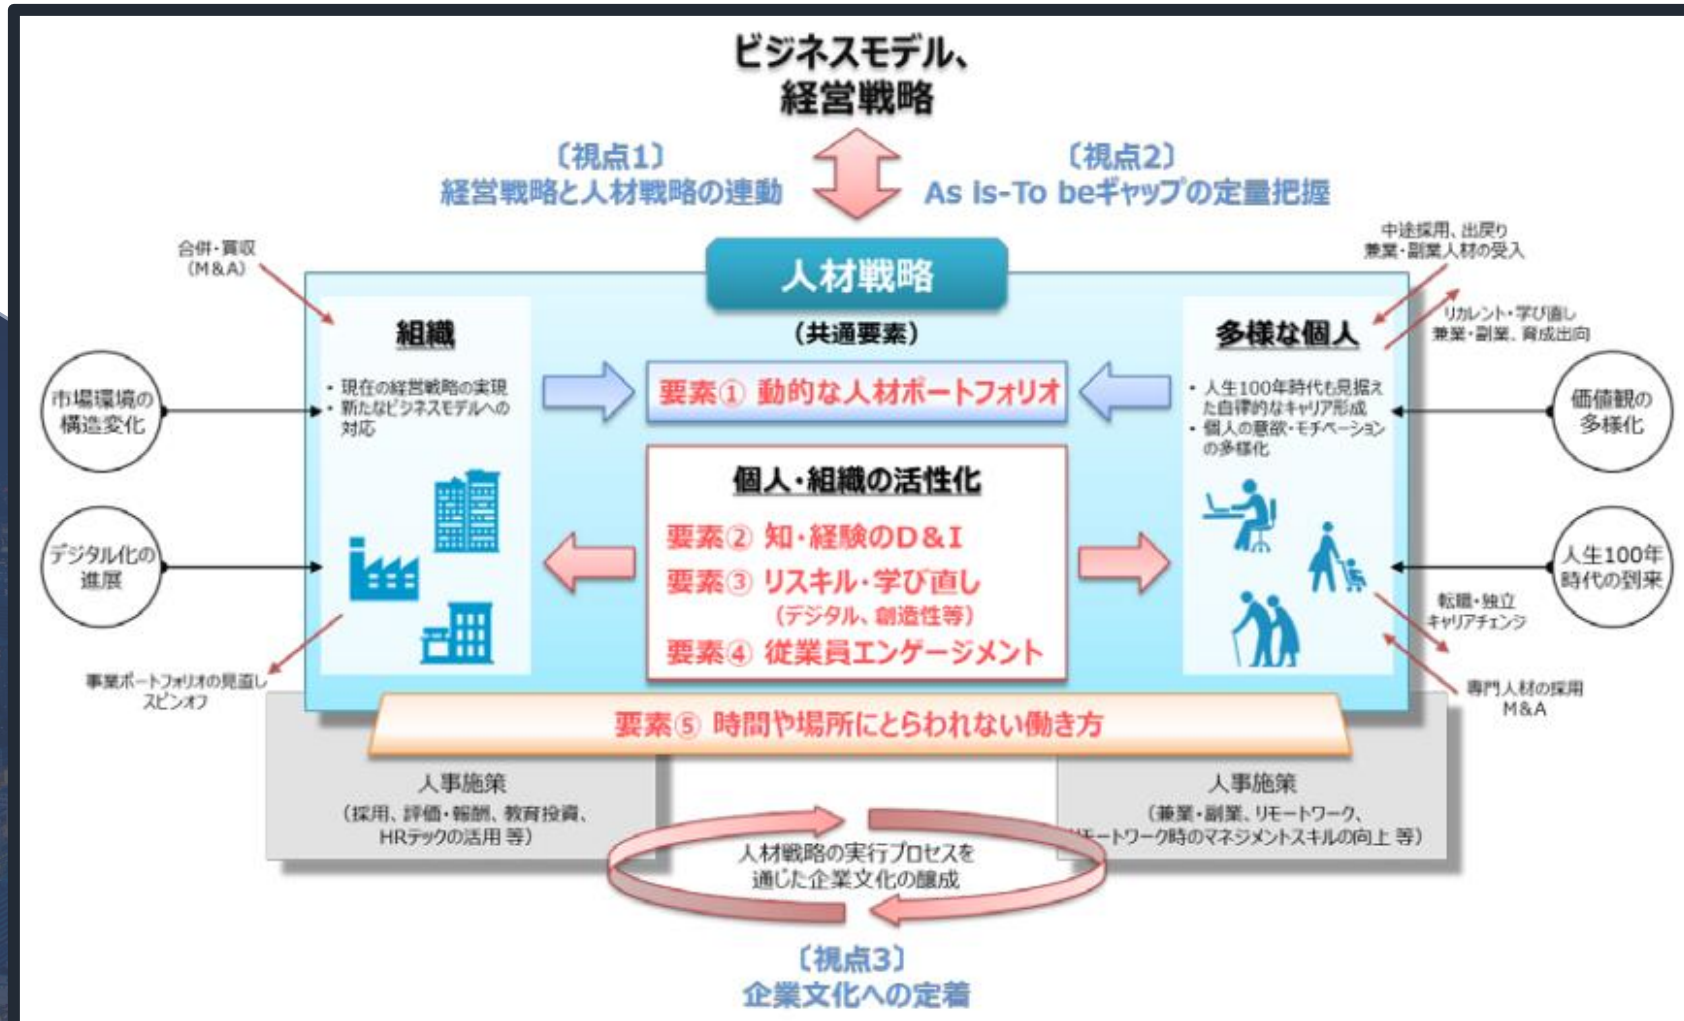 ビジネスモデル、
経営戦略
〔視点1〕
経営戦略と人材戦略の連動
〔視点2〕
As is-To beギャップの定量把握
合併・買収
(M&A)
中途採用、出戻り
兼業・副業人材の受入
リカレント・学び直し
兼業・副業、育成出向
人材戦略
(共通要素)
組織
• 現在の経営戦略の実現
• 新たなビジネスモデルへの
対応
多様な個人
• 人生100年時代も見据え
た自律的なキャリア形成
• 個人の意欲・モチベーション
の多様化
市場環境の
構造変化
デジタル化の
進展
価値観の
多様化
人生100年
時代の到来
要素① 動的な人材ポートフォリオ
個人・組織の活性化
要素② 知・経験のD&I
要素③ リスキル・学び直し
(デジタル、創造性等)
要素④ 従業員エンゲージメント
転職・独立
キャリアチェンジ
専門人材の採用
M&A
事業ポートフォリオの見直し
スピンオフ
要素⑤ 時間や場所にとらわれない働き方
人事施策
(採用、評価・報酬、教育投資、
HRテックの活用 等)
人事施策
(兼業・副業、リモートワーク、
リモートワーク時のマネジメントスキルの向上 等)
人材戦略の実行プロセスを
通じた企業文化の醸成
〔視点3〕
企業文化への定着